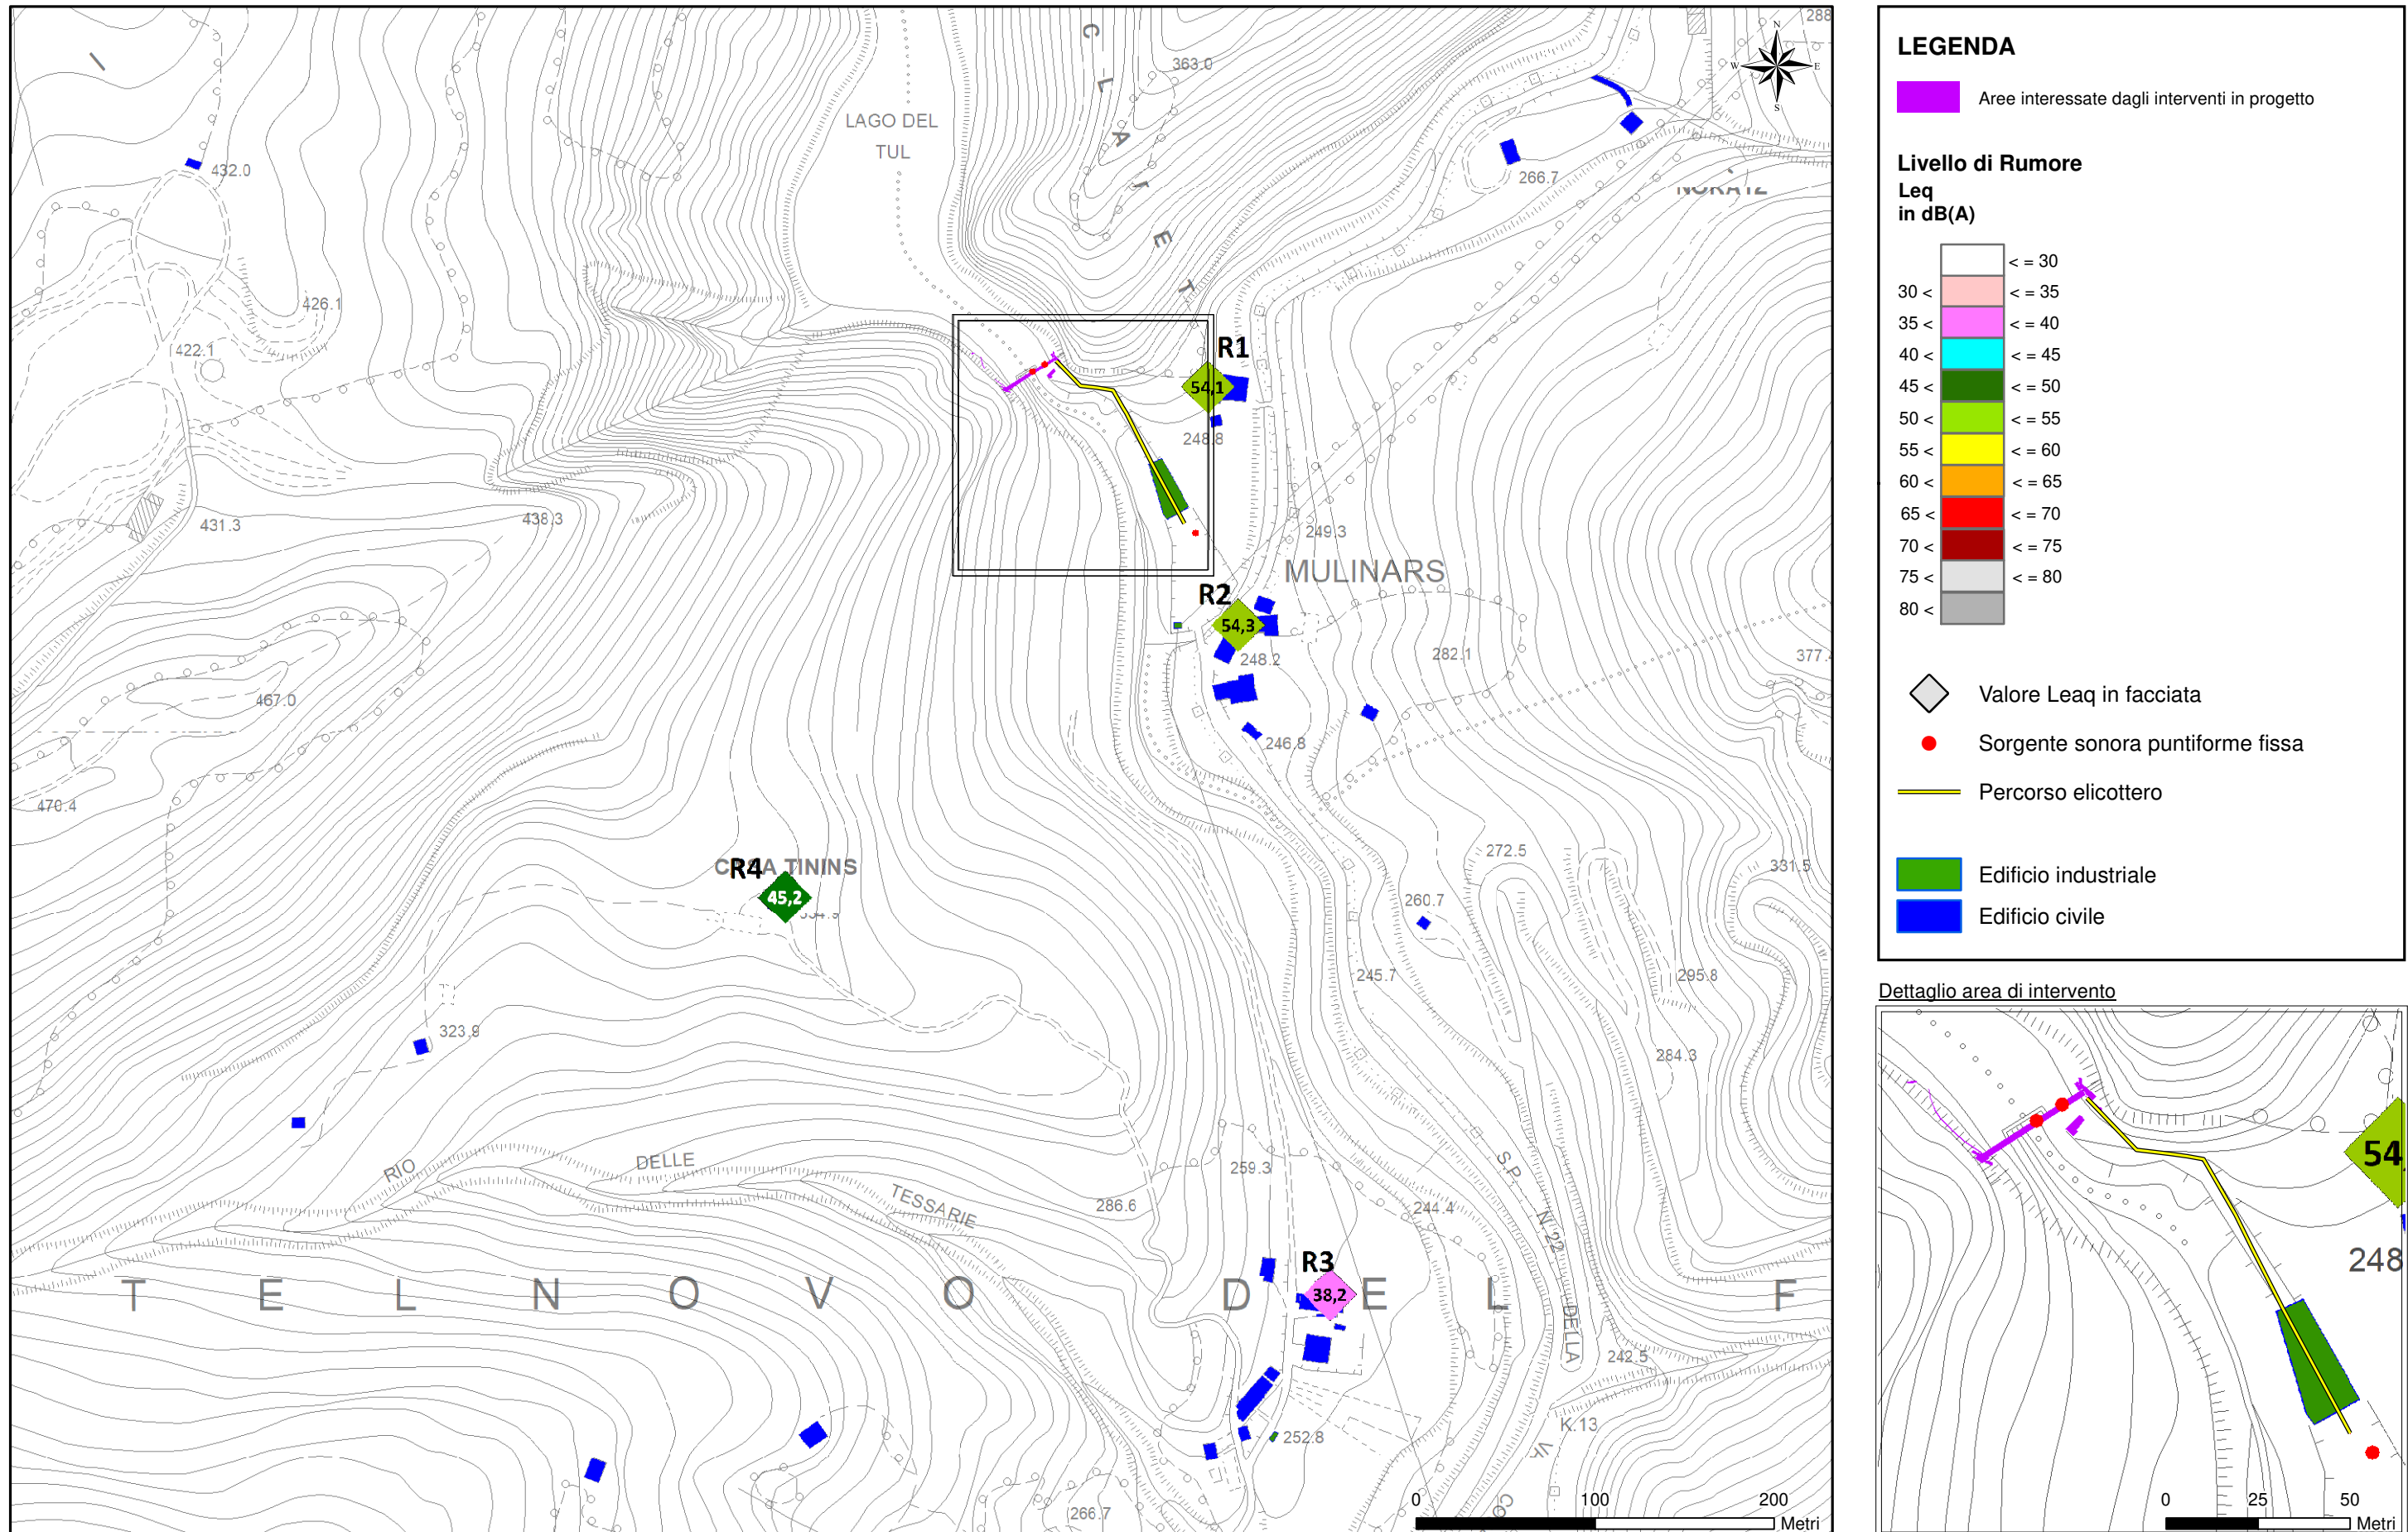 I
432.0
426.1
422.1
431.3
438.3
467.0
470.4
LAGO DEL
TUL
C
L
A
I
E
T
363.0
288
N
W
E
S
266.7
R1
54,1
248.8
249.3
MULINARS
R2
54,3
248.2
246.8
282.1
377.
R4
45,2
272.5
260.7
331.5
295.8
245.7
284.3
323.9
RIO
DELLE
TESSARIE
286.6
259.3
244.4
S.P.
N.22
DELLA
T E L N O V O D E L F
R3
38,2
242.5
K.13
252.8
266.7
0 100 200
Metri
LEGENDA
Aree interessate dagli interventi in progetto
Livello di Rumore
Leq
in dB(A)
< = 30
30 < < = 35
35 < < = 40
40 < < = 45
45 < < = 50
50 < < = 55
55 < < = 60
60 < < = 65
65 < < = 70
70 < < = 75
75 < < = 80
80 <
Valore Leaq in facciata
Sorgente sonora puntiforme fissa
Percorso elicottero
Edificio industriale
Edificio civile
Dettaglio area di intervento
54
248
0 25 50
Metri